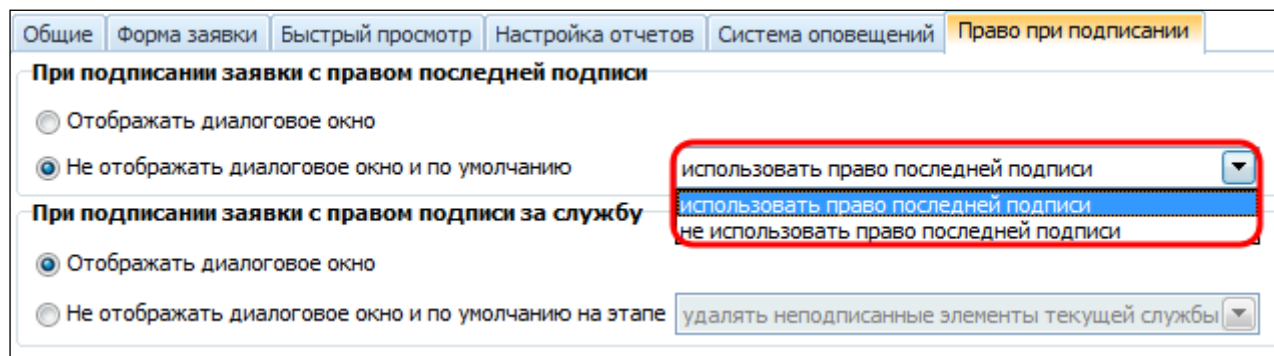 Общие Форма заявки Быстрый просмотр Настройка отчетов Система оповещений Право при подписании
При подписании заявки с правом последней подписи
Отображать диалоговое окно
Не отображать диалоговое окно и по умолчанию использовать право последней подписи
использовать право последней подписи
При подписании заявки с правом подписи за службу
не использовать право последней подписи
Отображать диалоговое окно
Не отображать диалоговое окно и по умолчанию на этапе удалять неподписанные элементы текущей службы